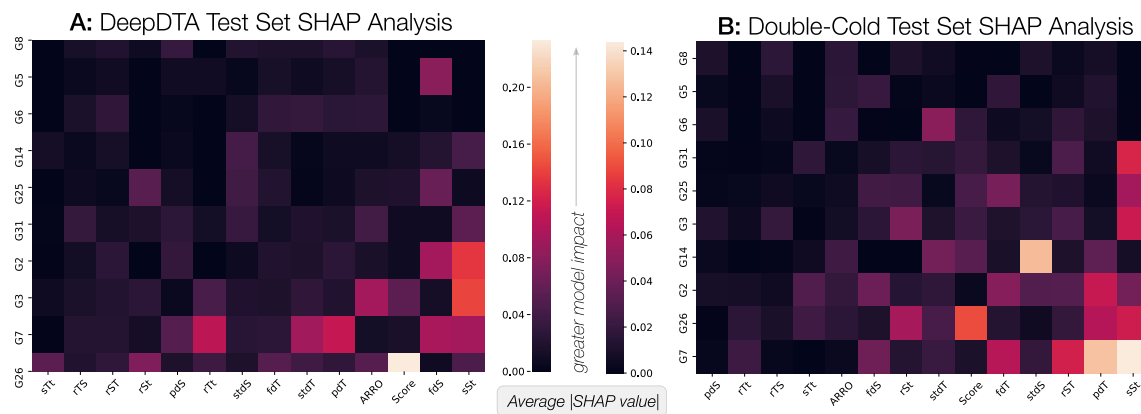 A: DeepDTA Test Set SHAP Analysis
G8
G5
G6
G14
G25
G31
G2
G3
G7
G26
sTt rTS rST rSt pdS rTt stdS fdT stdT pdT ARRO Score fdS sSt
0.20
0.16
0.12
0.08
0.04
0.00
greater model impact
0.14
0.12
0.10
0.08
0.06
0.04
0.02
0.00
Average |SHAP value|
B: Double-Cold Test Set SHAP Analysis
G8
G5
G6
G31
G25
G3
G14
G2
G26
G7
pdS rTt rTS sTt ARRO fdS rSt stdT Score fdT stdS rST pdT sSt